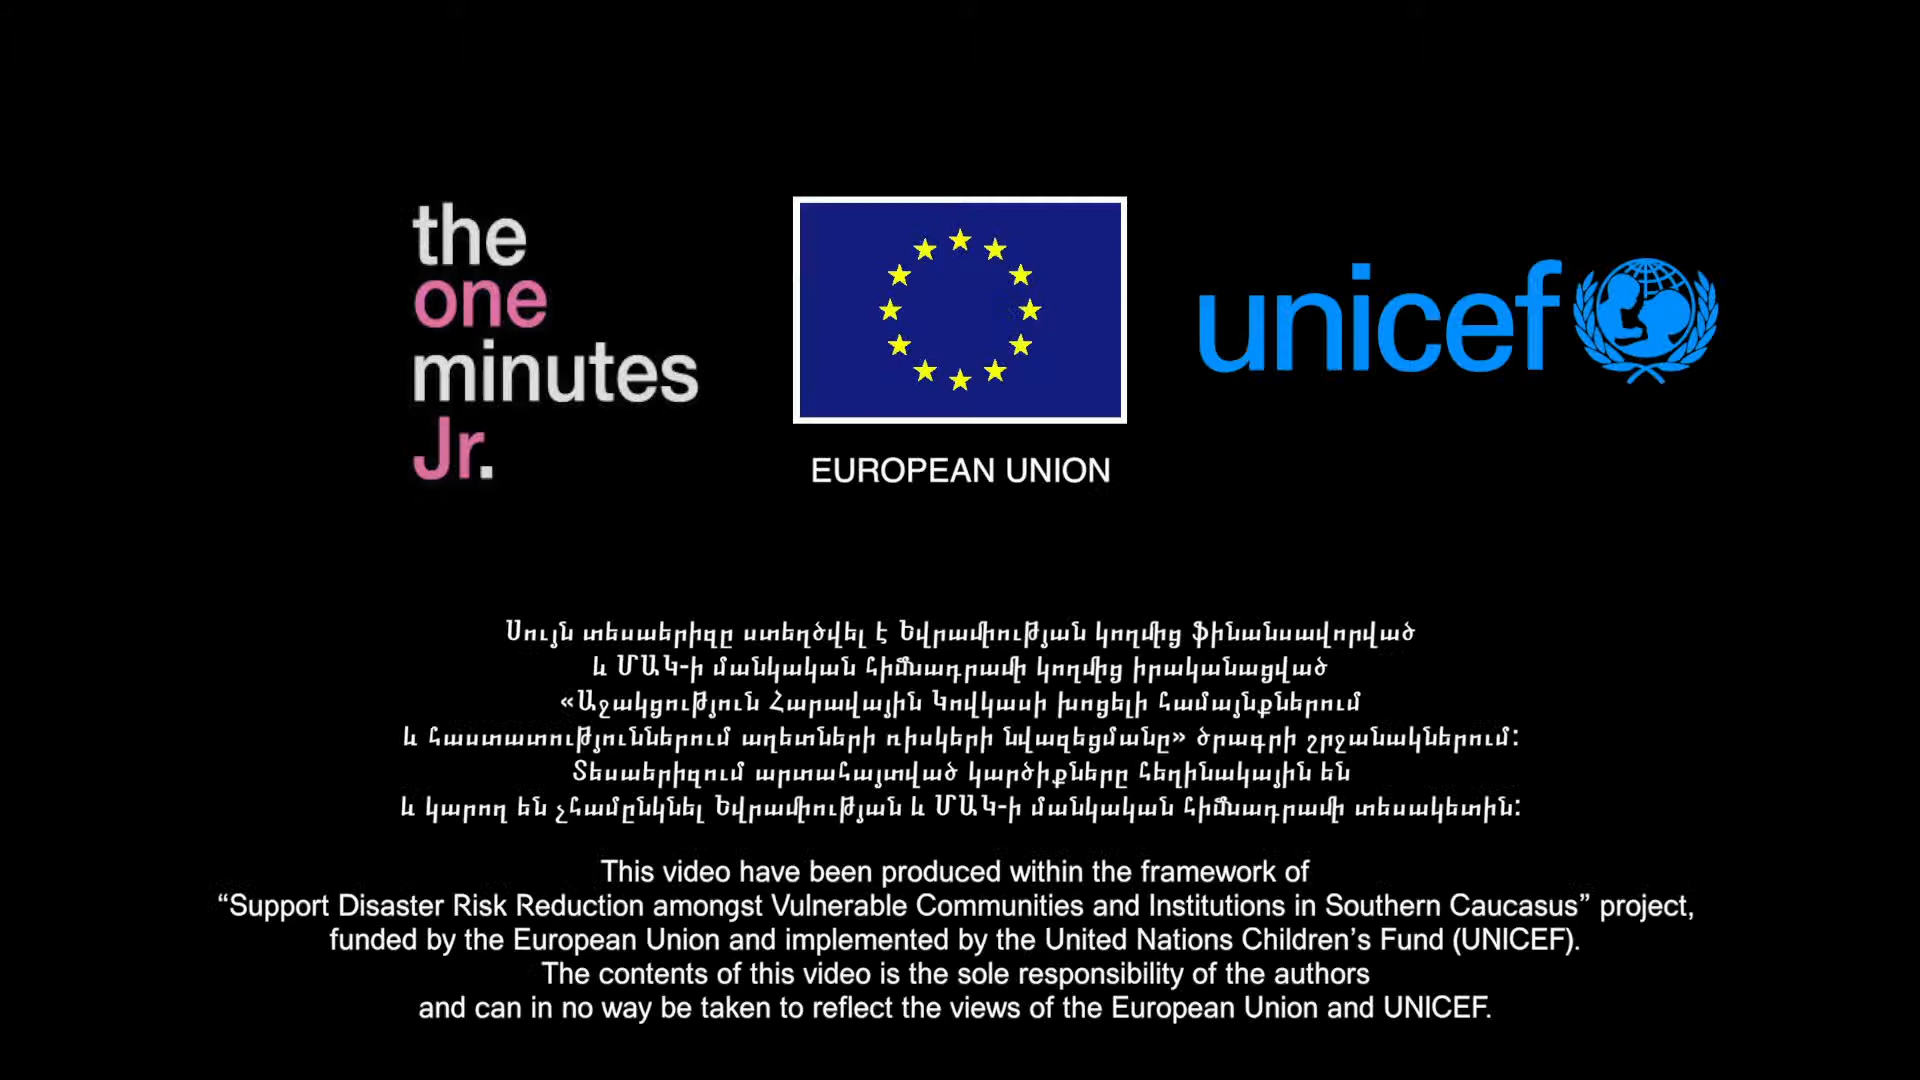 the
one
minutes
Jr.
EUROPEAN UNION
unicef
Սույն տեսաերիզը ստեղծվել է Եվրամիության կողմից ֆինանսավորված
և ՄԱԿ-ի մանկական հիմնադրամի կողմից իրականացված
«Աջակցություն Հարավային Կովկասի խոցելի համայնքներում
և հաստատություններում աղետների ռիսկերի նվազեցմանը» ծրագրի շրջանակներում:
Տեսաերիզում արտահայտված կարծիքները հեղինակային են
և կարող են չհամընկնել Եվրամիության և ՄԱԿ-ի մանկական հիմնադրամի տեսակետին:
This video have been produced within the framework of
“Support Disaster Risk Reduction amongst Vulnerable Communities and Institutions in Southern Caucasus” project,
funded by the European Union and implemented by the United Nations Children’s Fund (UNICEF).
The contents of this video is the sole responsibility of the authors
and can in no way be taken to reflect the views of the European Union and UNICEF.